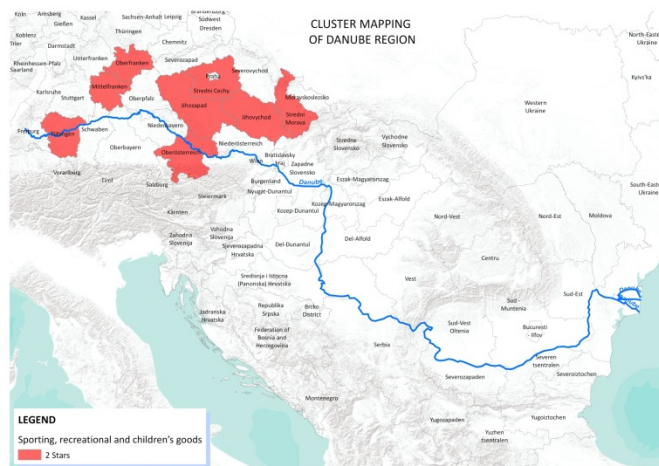 CLUSTER MAPPING
OF DANUBE REGION
Köln
Arnsberg
Gießen
Kassel
Sachsen-Anhalt
Leipzig
Dresden
Südwest
Koblenz
Trier
Thüringen
Chemnitz
Darmstadt
Unterfranken
Oberfranken
Severozapad
Severovychod
Praha
Rheinhessen-Pfalz
Saarland
Mittelfranken
Stredni Cechy
Moravskoslezsko
Karlsruhe
Stuttgart
Oberpfalz
Jihozapad
Jihovychod
Stredni
Morava
Freiburg
Tübingen
Schwaben
Niederbayern
Oberbayern
Oberösterreich
Niederösterreich
Wien
Bratislavsky
kraj
Zapadne
Slovensko
Stredne
Slovensko
Vychodne
Slovensko
Vorarlberg
Tirol
Salzburg
Steiermark
Burgenland
Nyugat-Dunantul
Danube
Eszak-Magyarorszag
Kozep-Magyarorszag
Eszak-Alfold
Kozep-Dunantul
Kärnten
Zahodna
Slovenija
Vzhodna
Slovenija
Sjeverozapadna
Hrvatska
Del-Dunantul
Del-Alfold
Nord-Vest
Nord-Est
Moldova
Centru
Vest
Western
Ukraine
North-Eastern
Ukraine
Kyivs'ka
South-Eastern
Ukraine
Sredisnja i Istocna
(Panonska) Hrvatska
Jadranska
Hrvatska
Republika
Srpska
Brcko
District
Federation of
Bosnia and
Herzegovina
Serbia
Montenegro
Sud-Vest
Oltenia
Sud
Muntenia
Bucuresti
- Ilfov
Sud-Est
Danube
Severozapaden
Severen
tsentralen
Severoiztochen
Yugozapaden
Yuzhen
tsentralen
Yugoiztochen
LEGEND
Sporting, recreational and children's goods
2 Stars